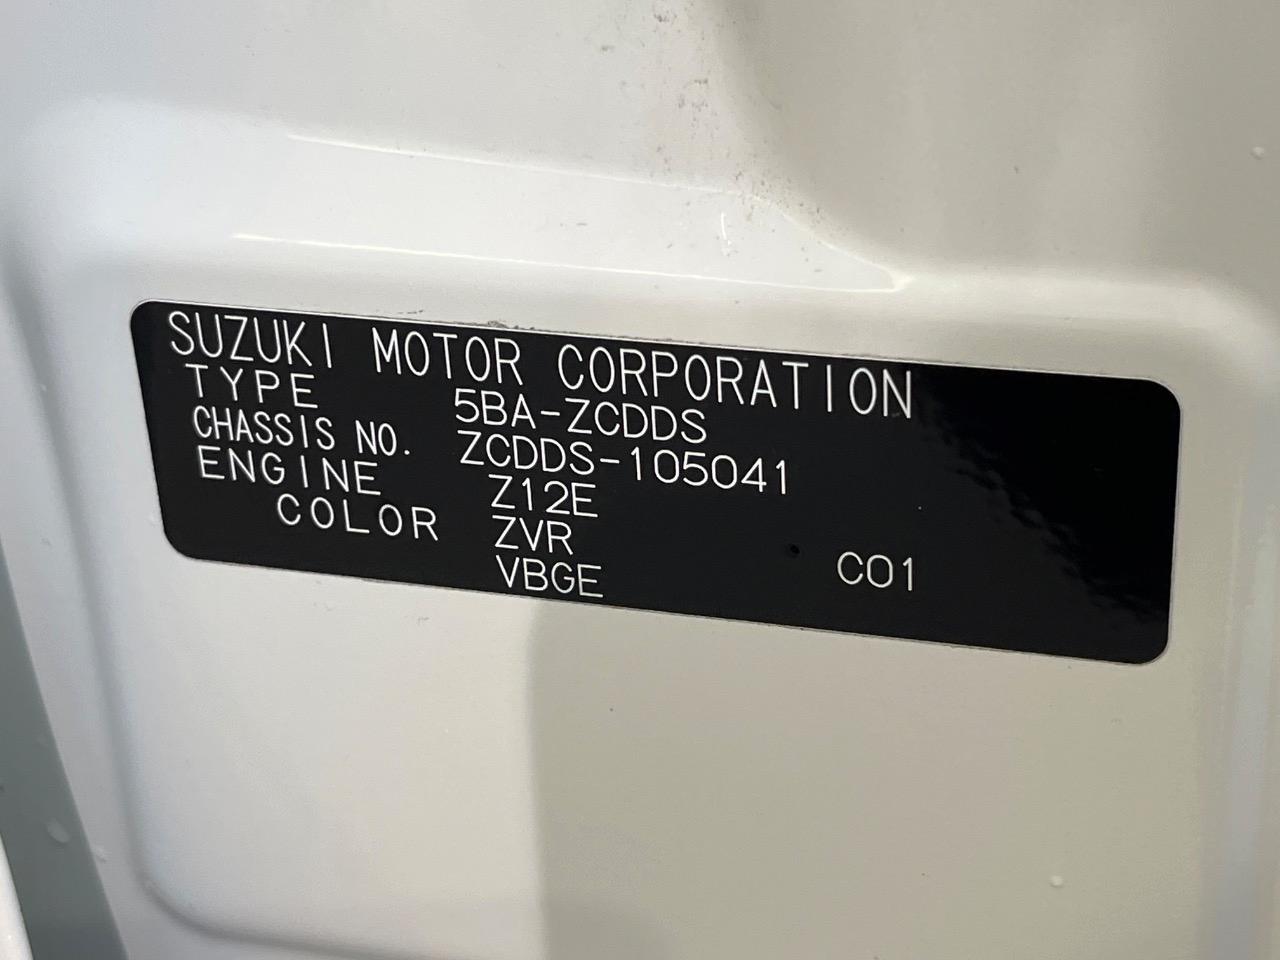 SUZUKI MOTOR CORPORATION
TYPE 5BA-ZCDDS
CHASSIS NO. ZCDDS-105041
ENGINE Z12E
COLOR ZVR
VBGE C01